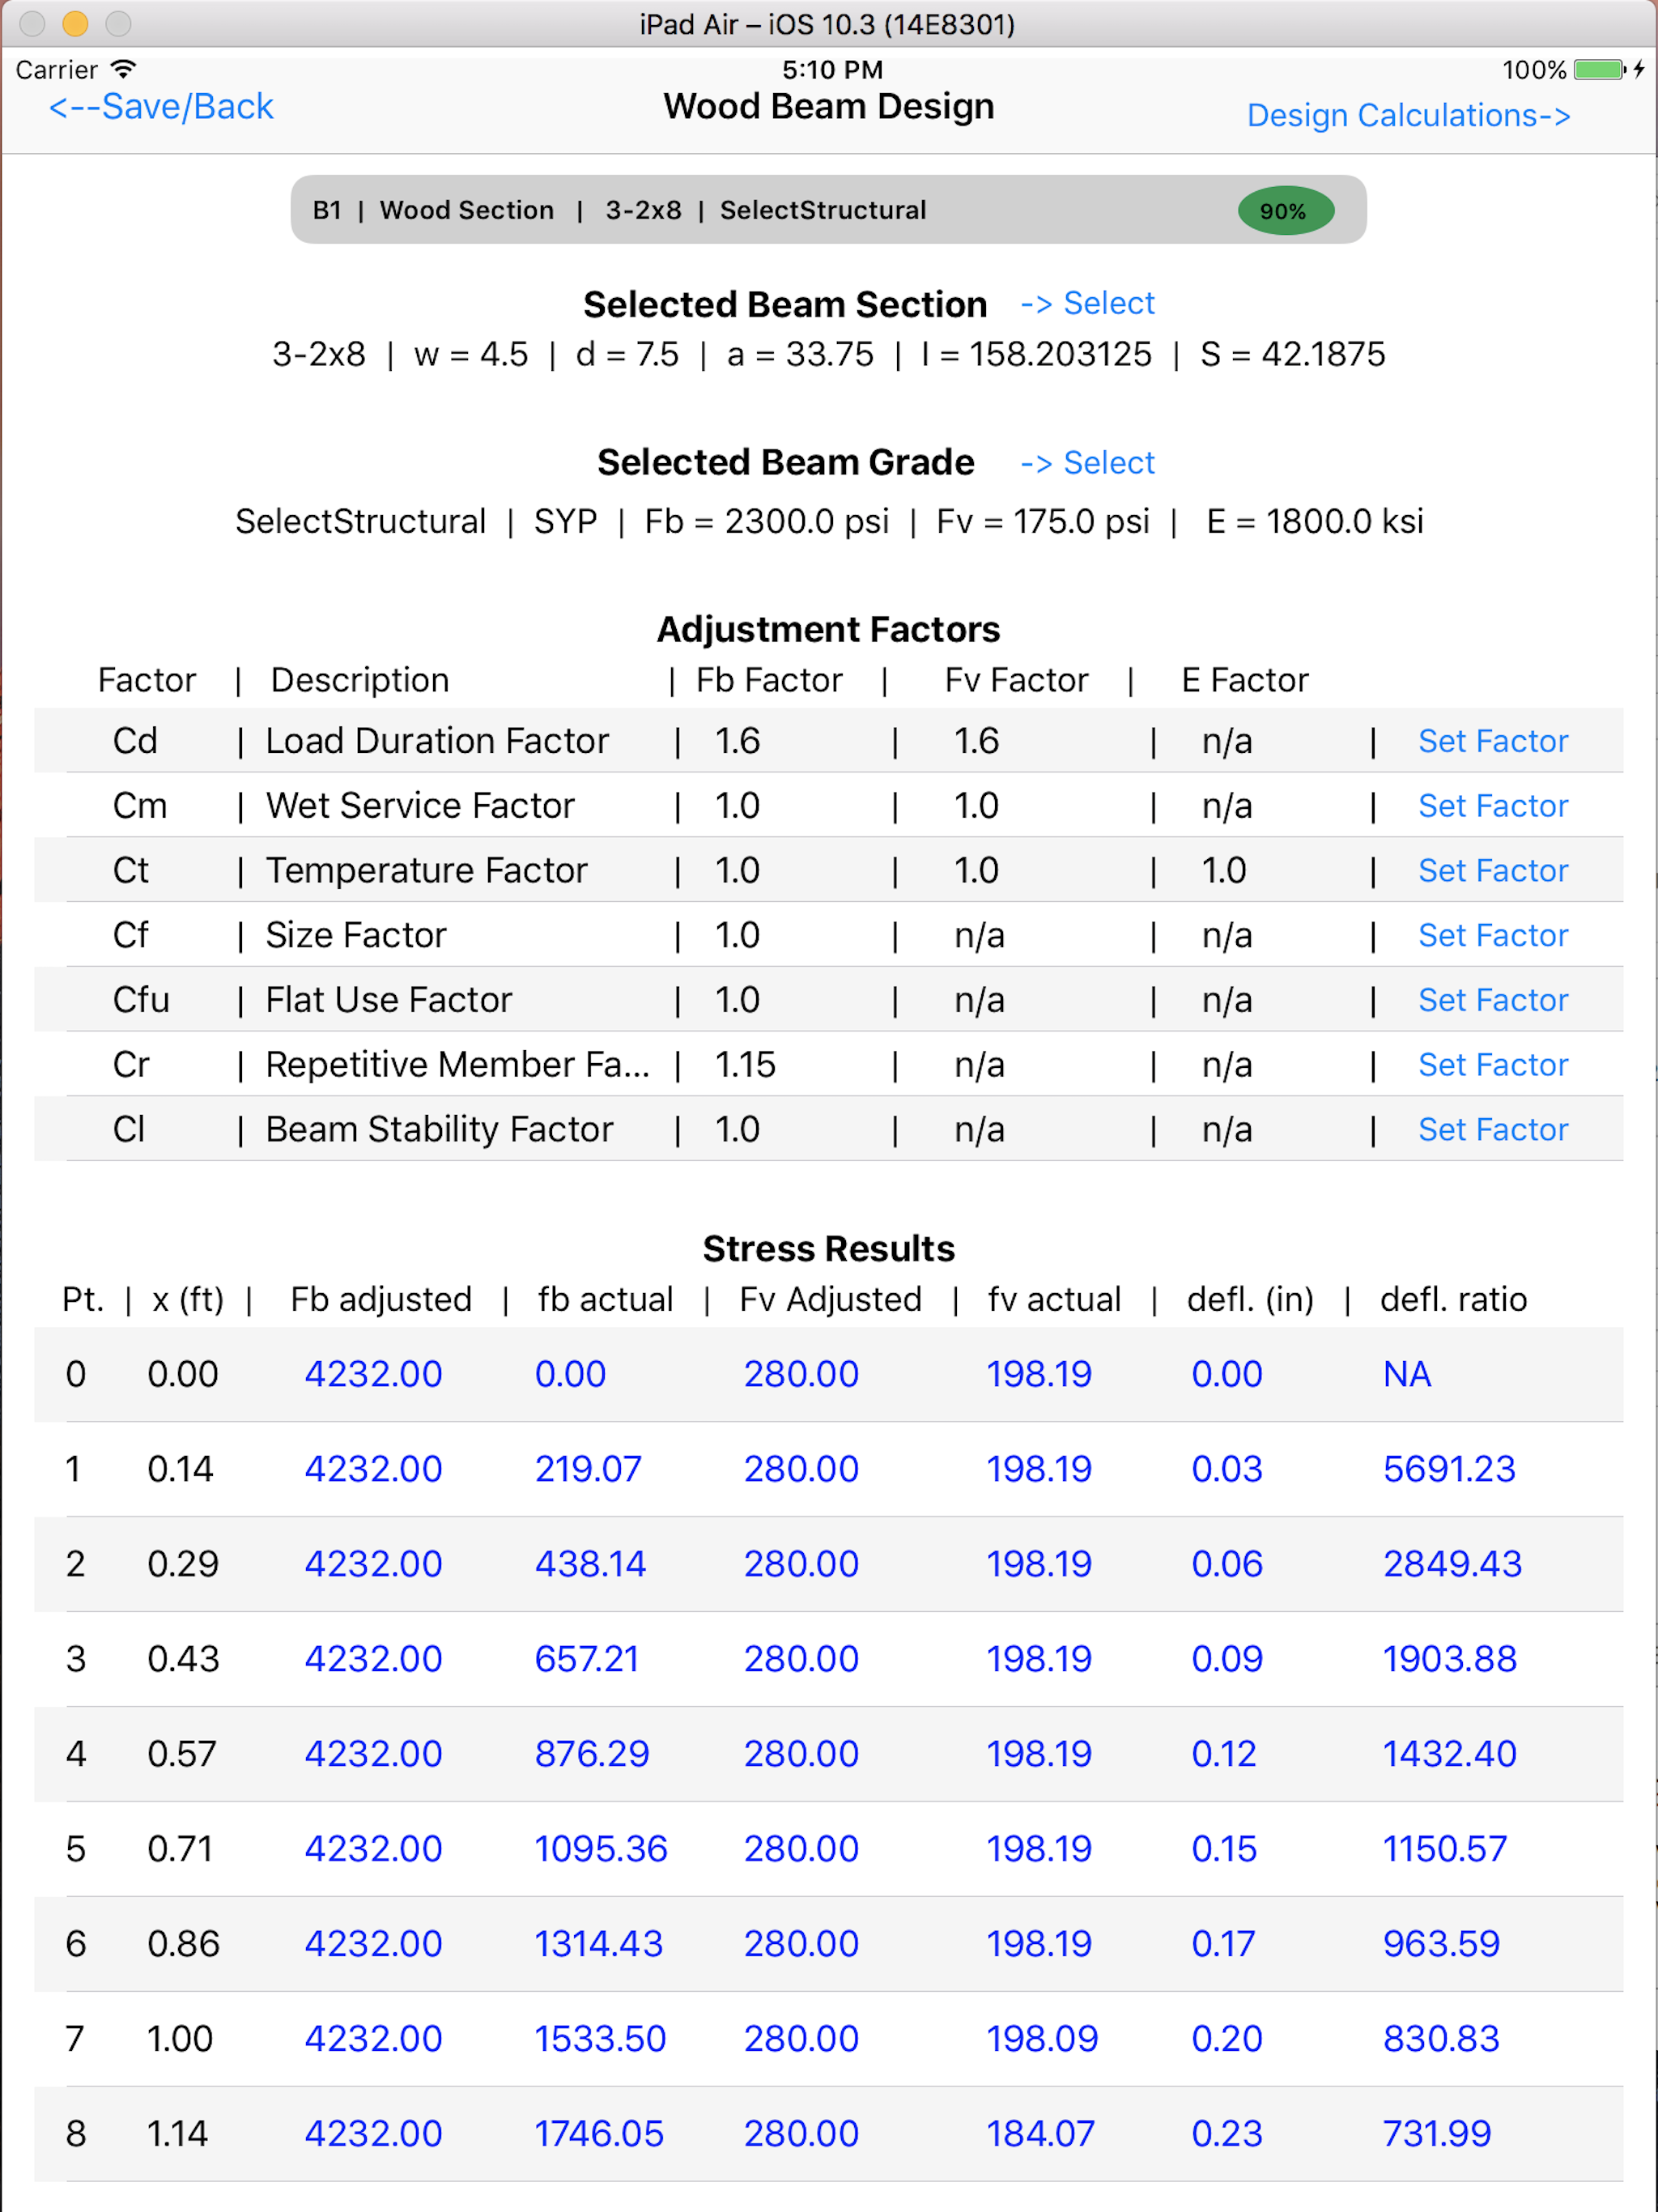 iPad Air – iOS 10.3 (14E8301)
Carrier 5:10 PM 100%
<--Save/Back Wood Beam Design Design Calculations->
B1 | Wood Section | 3-2x8 | SelectStructural 90%
Selected Beam Section -> Select
3-2x8 | w = 4.5 | d = 7.5 | a = 33.75 | I = 158.203125 | S = 42.1875
Selected Beam Grade -> Select
SelectStructural | SYP | Fb = 2300.0 psi | Fv = 175.0 psi | E = 1800.0 ksi
Adjustment Factors
Factor | Description | Fb Factor | Fv Factor | E Factor
Cd | Load Duration Factor | 1.6 | 1.6 | n/a | Set Factor
Cm | Wet Service Factor | 1.0 | 1.0 | n/a | Set Factor
Ct | Temperature Factor | 1.0 | 1.0 | 1.0 | Set Factor
Cf | Size Factor | 1.0 | n/a | n/a | Set Factor
Cfu | Flat Use Factor | 1.0 | n/a | n/a | Set Factor
Cr | Repetitive Member Fa... | 1.15 | n/a | n/a | Set Factor
Cl | Beam Stability Factor | 1.0 | n/a | n/a | Set Factor
Stress Results
Pt. | x (ft) | Fb adjusted | fb actual | Fv Adjusted | fv actual | defl. (in) | defl. ratio
0 0.00 4232.00 0.00 280.00 198.19 0.00 NA
1 0.14 4232.00 219.07 280.00 198.19 0.03 5691.23
2 0.29 4232.00 438.14 280.00 198.19 0.06 2849.43
3 0.43 4232.00 657.21 280.00 198.19 0.09 1903.88
4 0.57 4232.00 876.29 280.00 198.19 0.12 1432.40
5 0.71 4232.00 1095.36 280.00 198.19 0.15 1150.57
6 0.86 4232.00 1314.43 280.00 198.19 0.17 963.59
7 1.00 4232.00 1533.50 280.00 198.09 0.20 830.83
8 1.14 4232.00 1746.05 280.00 184.07 0.23 731.99